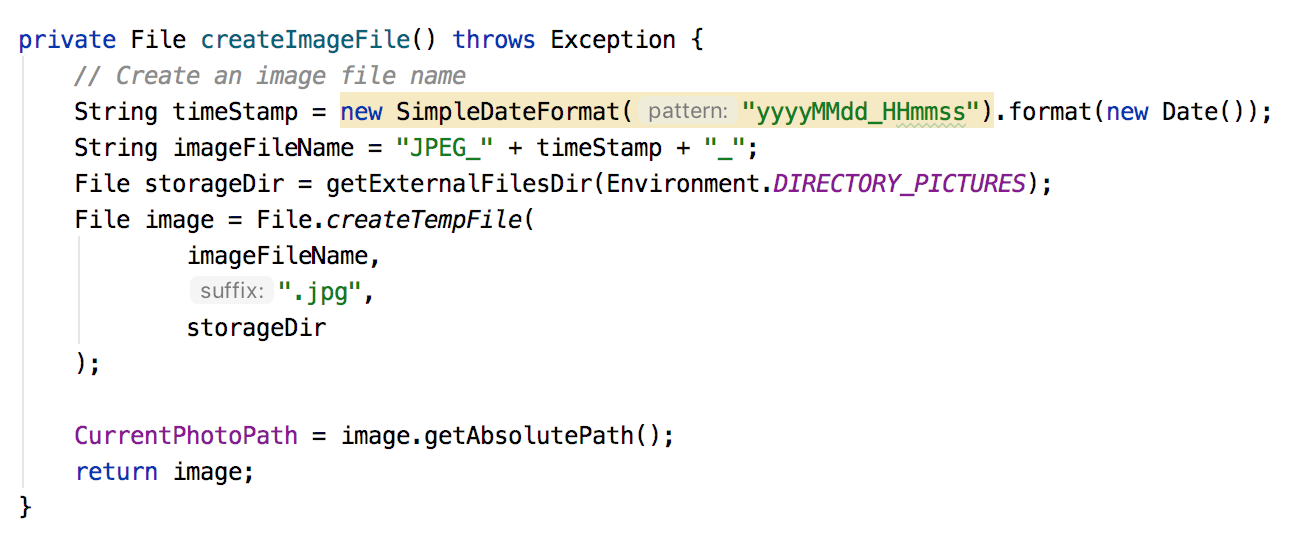 private File createImageFile() throws Exception {
// Create an image file name
String timeStamp = new SimpleDateFormat( pattern: "yyyyMMdd_HHmmss").format(new Date());
String imageFileName = "JPEG_" + timeStamp + "_";
File storageDir = getExternalFilesDir(Environment.DIRECTORY_PICTURES);
File image = File.createTempFile(
imageFileName,
suffix: ".jpg",
storageDir
);
CurrentPhotoPath = image.getAbsolutePath();
return image;
}